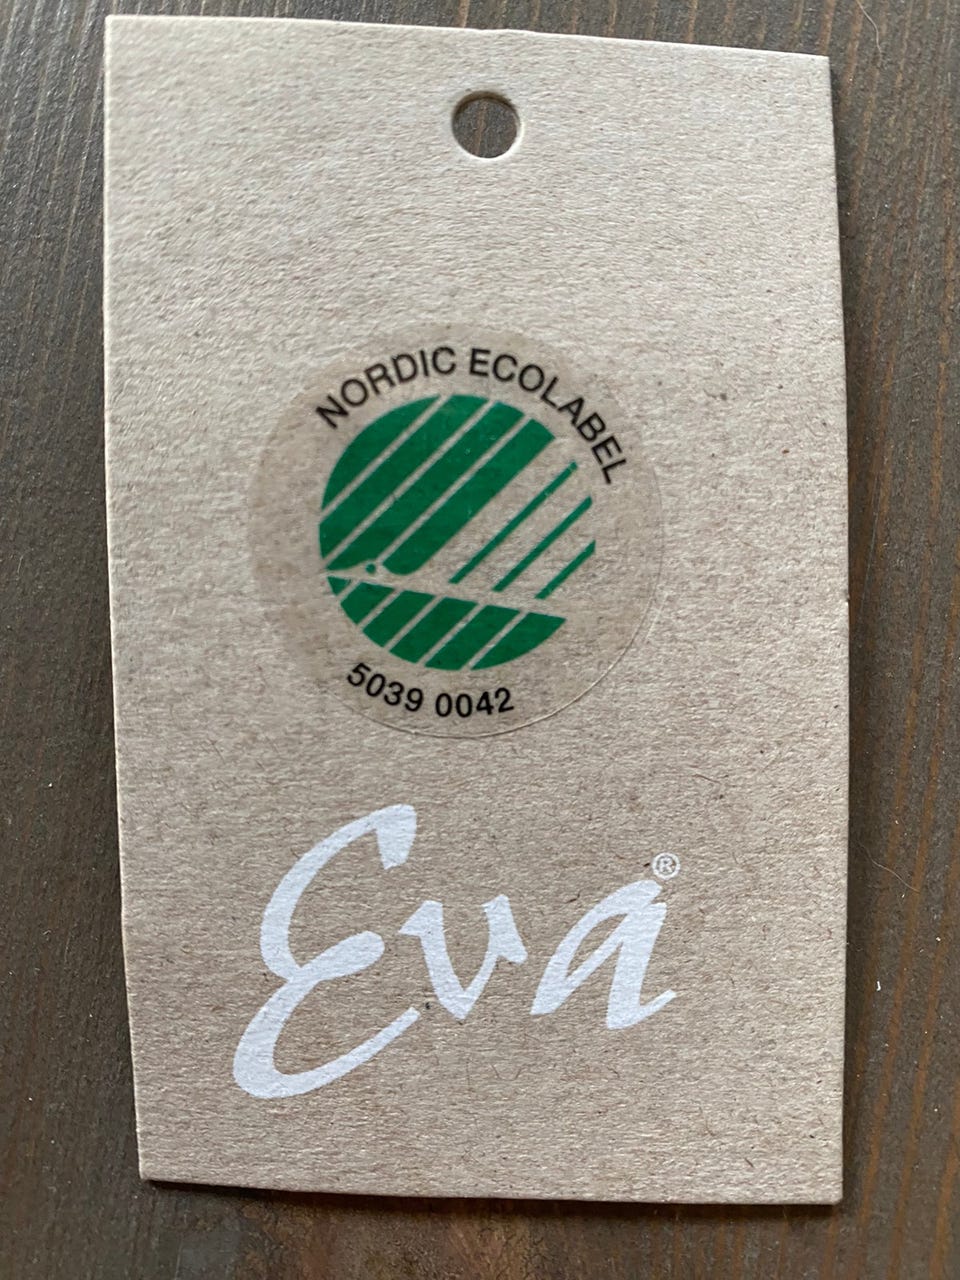 NORDIC ECOLABEL
5039 0042
Eva®